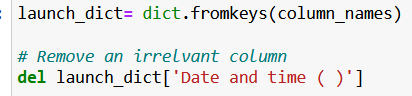 launch_dict= dict.fromkeys(column_names)
# Remove an irrelvant column
del launch_dict['Date and time ( )']